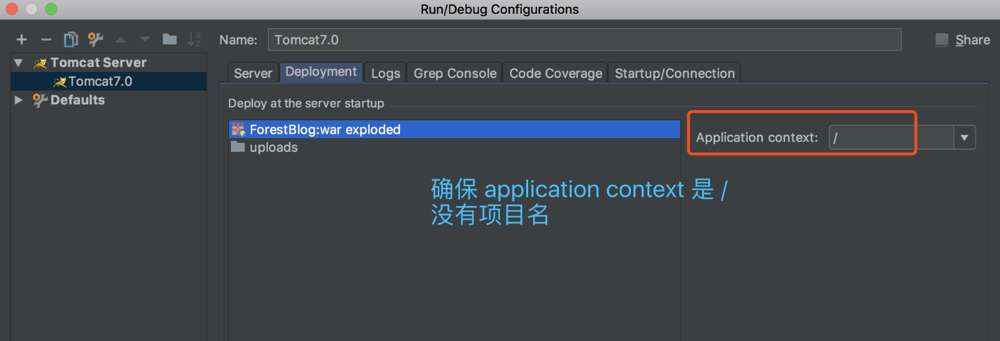 Run/Debug Configurations
Name: Tomcat7.0 Share
Tomcat Server
Tomcat7.0
Defaults
Server Deployment Logs Grep Console Code Coverage Startup/Connection
Deploy at the server startup
ForestBlog:war exploded
uploads
Application context: /
确保 application context 是 /
没有项目名